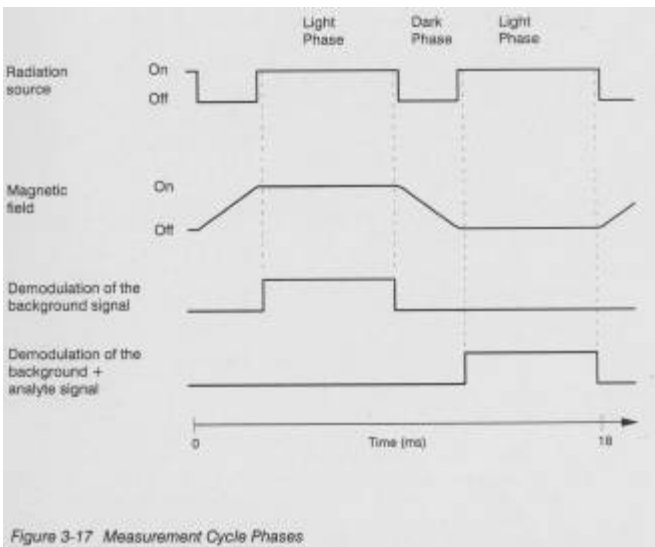 Light Phase
Dark Phase
Light Phase
Radiation source
On
Off
Magnetic field
On
Off
Demodulation of the
background signal
Demodulation of the
background +
analyte signal
0
Time (ms)
18
Figure 3-17 Measurement Cycle Phases